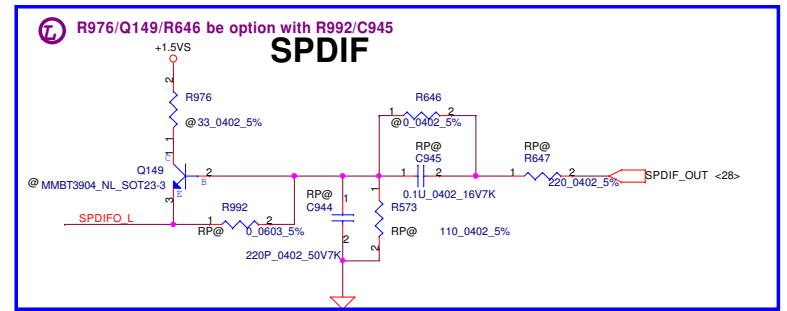 L R976/Q149/R646 be option with R992/C945
SPDIF
+1.5VS
2
R976
@ 33_0402_5%
1
C
Q149
@ MMBT3904_NL_SOT23-3
B
2
E
3
SPDIFO_L
R992
1 2
RP@ 0_0603_5%
RP@
C944
1
2
220P_0402_50V7K
R646
1 2
@ 0_0402_5%
RP@
C945
1 2
0.1U_0402_16V7K
1
R573
RP@ 110_0402_5%
2
RP@
R647
1 2
220_0402_5%
SPDIF_OUT <28>